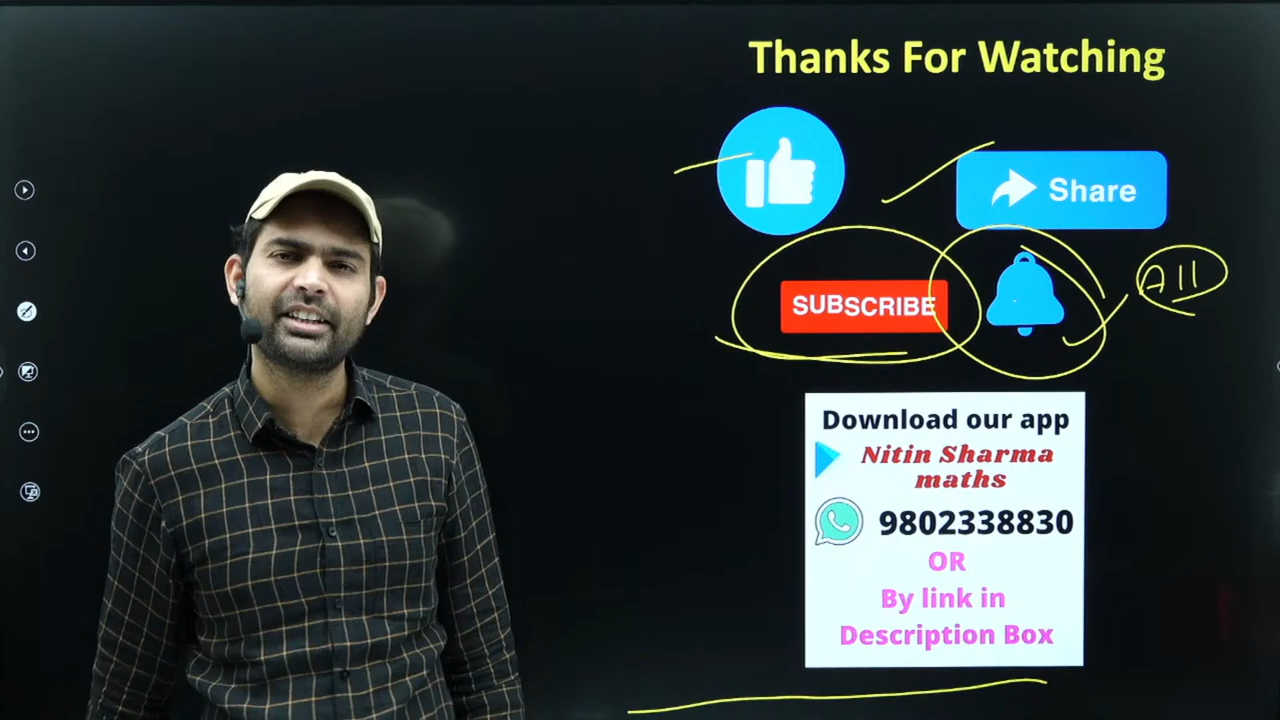 Thanks For Watching
Share
SUBSCRIBE
All
Download our app
Nitin Sharma
maths
9802338830
OR
By link in
Description Box